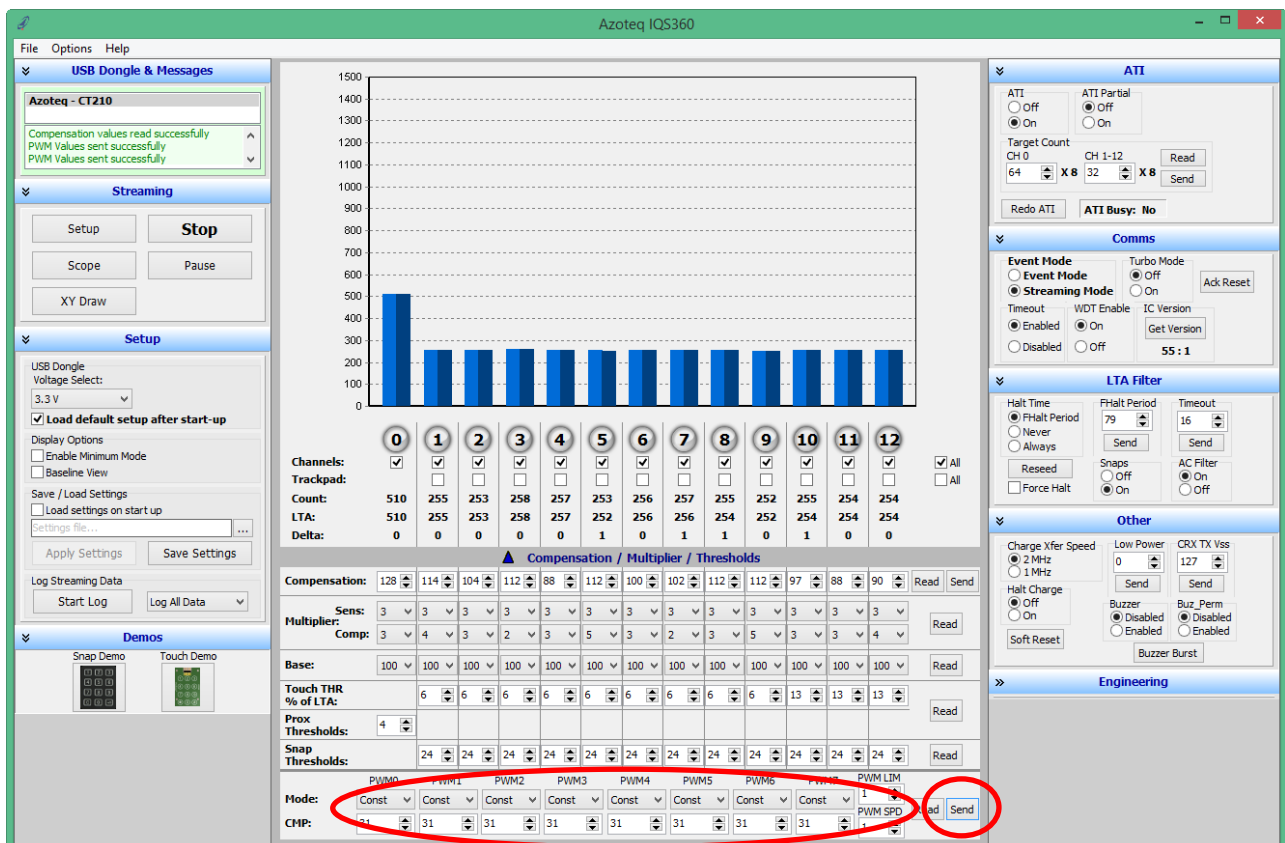 Azoteq IQS360
File Options Help
USB Dongle & Messages
Azoteq - CT210
Compensation values read successfully
PWM Values sent successfully
PWM Values sent successfully
Streaming
Setup Stop
Scope Pause
XY Draw
Setup
USB Dongle
Voltage Select:
3.3 V
Load default setup after start-up
Display Options
Enable Minimum Mode
Baseline View
Save / Load Settings
Load settings on start up
Settings file... ...
Apply Settings Save Settings
Log Streaming Data
Start Log Log All Data
Demos
Snap Demo Touch Demo
1500
1400
1300
1200
1100
1000
900
800
700
600
500
400
300
200
100
0
0 1 2 3 4 5 6 7 8 9 10 11 12
Channels: All
Trackpad: All
Count: 510 255 253 258 257 253 256 257 255 252 255 254 254
LTA: 510 255 253 258 257 252 256 256 254 252 254 254 254
Delta: 0 0 0 0 0 1 0 1 1 0 1 0 0
Compensation / Multiplier / Thresholds
Compensation: 128 114 104 112 88 112 100 102 112 112 97 88 90 Read Send
Sens: 3 3 3 3 3 3 3 3 3 3 3 3 3
Multiplier: Read
Comp: 3 4 3 2 3 5 3 2 3 5 3 3 4
Base: 100 100 100 100 100 100 100 100 100 100 100 100 100 Read
Touch THR
% of LTA: 6 6 6 6 6 6 6 6 6 13 13 13
Read
Prox
Thresholds: 4
Snap
Thresholds: 24 24 24 24 24 24 24 24 24 24 24 24 Read
PWM0 PWM1 PWM2 PWM3 PWM4 PWM5 PWM6 PWM7 PWM LIM
Mode: Const Const Const Const Const Const Const Const 1
Read Send
PWM SPD
CMP: 31 31 31 31 31 31 31 31 1
ATI
ATI ATI Partial
Off Off
On On
Target Count
CH 0 CH 1-12 Read
64 X 8 32 X 8 Send
Redo ATI ATI Busy: No
Comms
Event Mode Turbo Mode
Event Mode Off Ack Reset
Streaming Mode On
Timeout WDT Enable IC Version
Enabled On Get Version
Disabled Off 55 : 1
LTA Filter
Halt Time FHalt Period Timeout
FHalt Period 79 16
Never
Always Send Send
Reseed Snaps AC Filter
Off On
Force Halt On Off
Other
Charge Xfer Speed Low Power CRX TX Vss
2 MHz 0 127
1 MHz
Send Send
Halt Charge
Off Buzzer Buz_Perm
On Disabled Disabled
Soft Reset Enabled Enabled
Buzzer Burst
Engineering